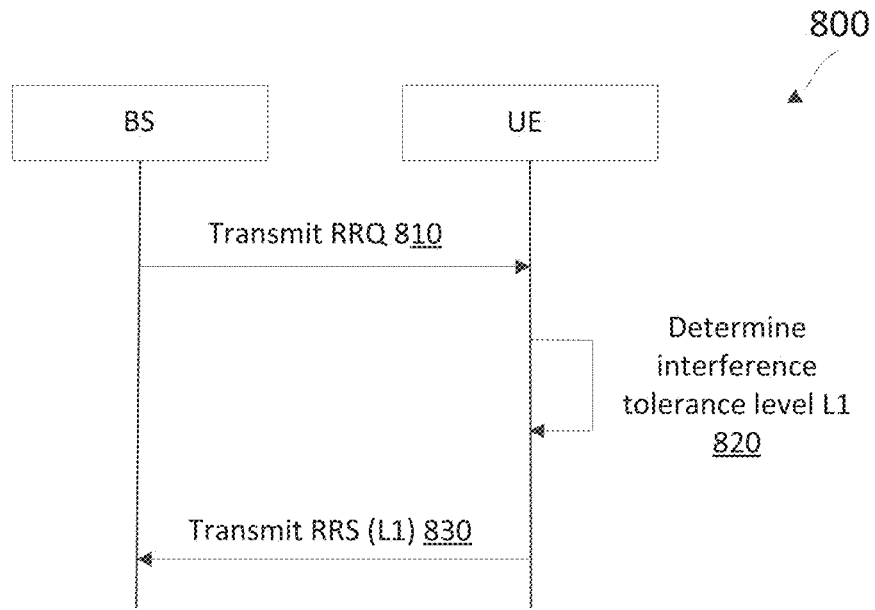 800
BS
UE
Transmit RRQ 810
Determine
interference
tolerance level L1
820
Transmit RRS (L1) 830